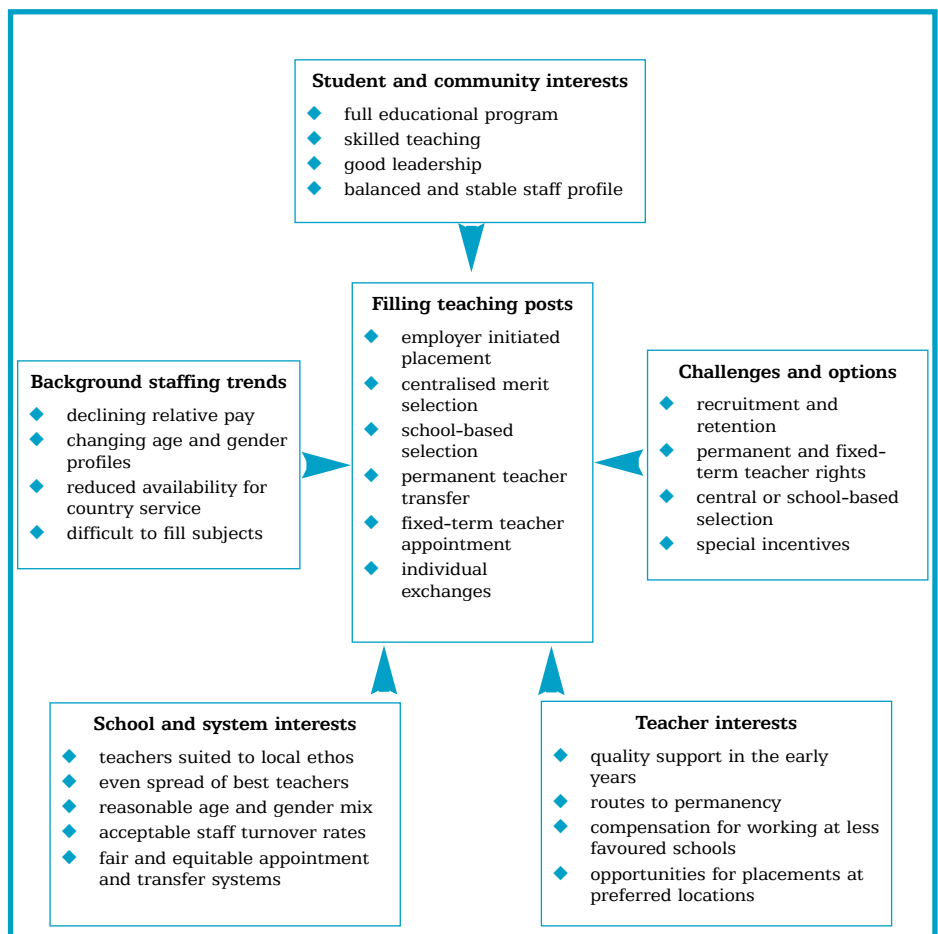 Student and community interests
◆ full educational program
◆ skilled teaching
◆ good leadership
◆ balanced and stable staff profile
Filling teaching posts
◆ employer initiated
placement
◆ centralised merit
selection
◆ school-based
selection
◆ permanent teacher
transfer
◆ fixed-term teacher
appointment
◆ individual
exchanges
Background staffing trends
◆ declining relative pay
◆ changing age and gender
profiles
◆ reduced availability for
country service
◆ difficult to fill subjects
Challenges and options
◆ recruitment and
retention
◆ permanent and fixed-
term teacher rights
◆ central or school-based
selection
◆ special incentives
School and system interests
◆ teachers suited to local ethos
◆ even spread of best teachers
◆ reasonable age and gender mix
◆ acceptable staff turnover rates
◆ fair and equitable appointment
and transfer systems
Teacher interests
◆ quality support in the early
years
◆ routes to permanency
◆ compensation for working at less
favoured schools
◆ opportunities for placements at
preferred locations